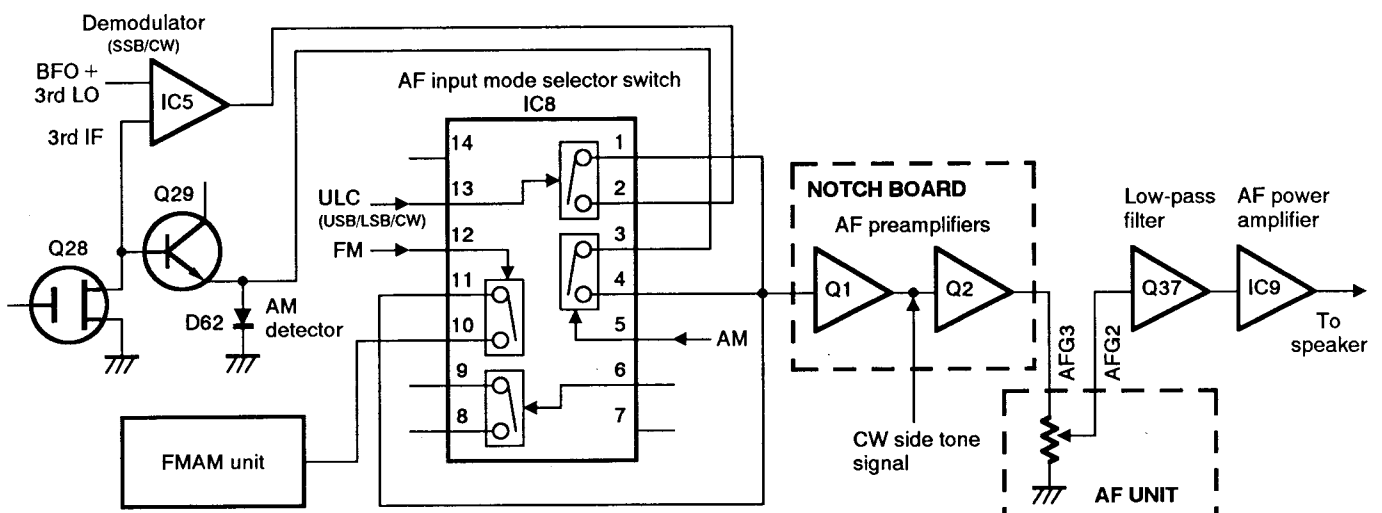 Demodulator
(SSB/CW)
BFO +
3rd LO
IC5
3rd IF
Q29
Q28
D62
AM
detector
FMAM unit
AF input mode selector switch
IC8
14
13
12
11
10
9
8
1
2
3
4
5
6
7
ULC
(USB/LSB/CW)
FM
AM
NOTCH BOARD
AF preamplifiers
Q1
Q2
CW side tone
signal
AFG3
AFG2
AF UNIT
Low-pass
filter
Q37
AF power
amplifier
IC9
To
speaker